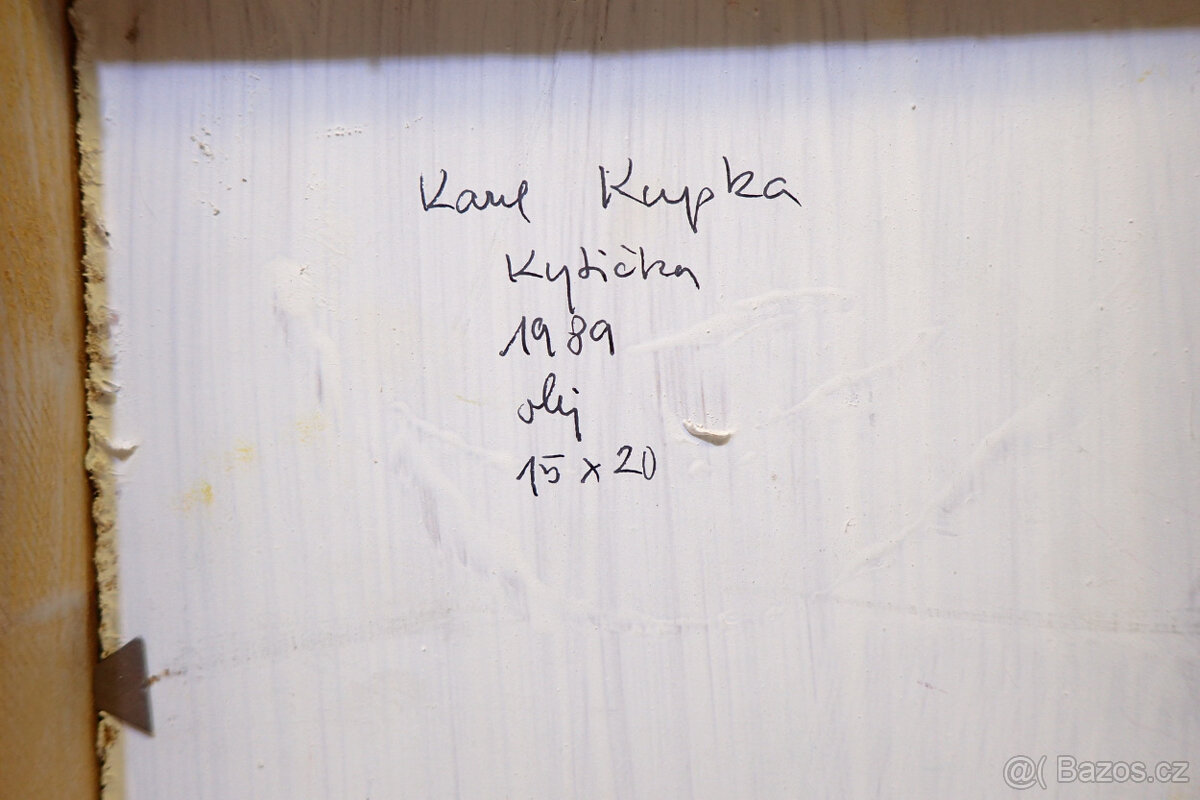 Karel Kupka
Kytička
1989
olej
15 x 20
@( Bazos.cz